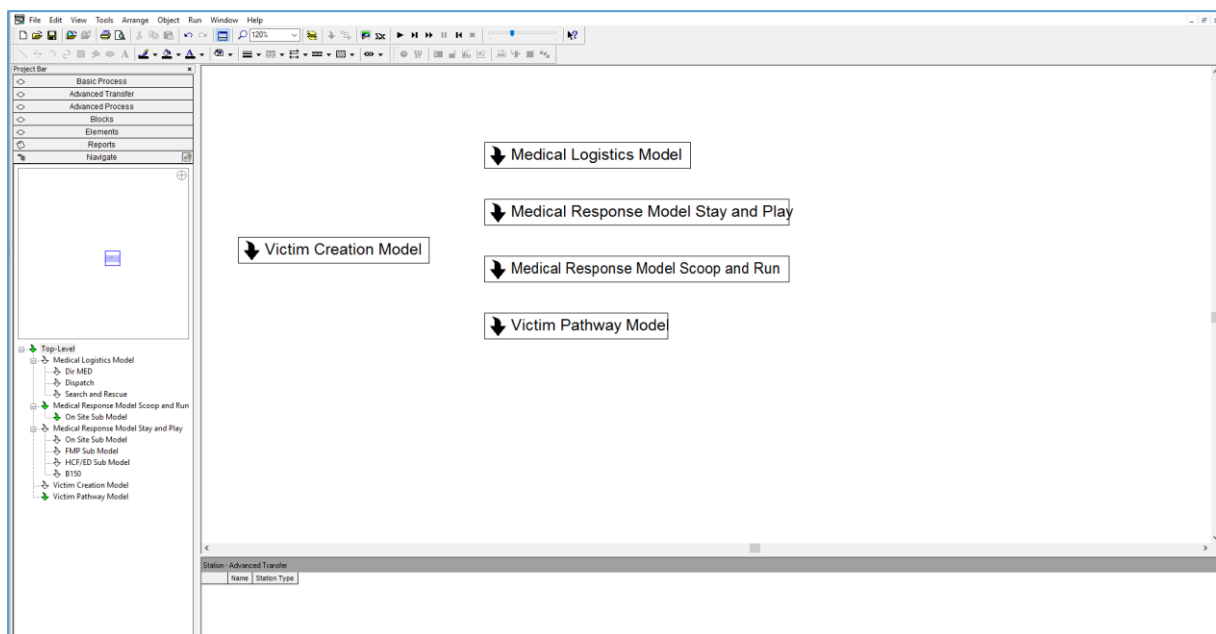 File Edit View Tools Arrange Object Run Window Help
120%
Project Bar
Basic Process
Advanced Transfer
Advanced Process
Blocks
Elements
Reports
Navigate
Top-Level
Medical Logistics Model
Dir MED
Dispatch
Search and Rescue
Medical Response Model Scoop and Run
On Site Sub Model
Medical Response Model Stay and Play
On Site Sub Model
FMP Sub Model
HCF/ED Sub Model
B150
Victim Creation Model
Victim Pathway Model
Victim Creation Model
Medical Logistics Model
Medical Response Model Stay and Play
Medical Response Model Scoop and Run
Victim Pathway Model
Station - Advanced Transfer
Name Station Type